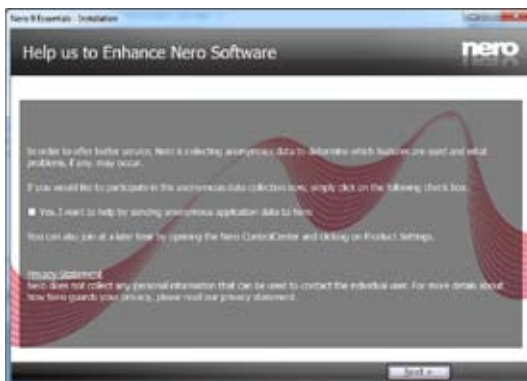 Nero 9 Essentials - Installation
Help us to Enhance Nero Software
nero
In order to offer better service, Nero is collecting anonymous data to determine which features are used and what
problems, if any, may occur.
If you would like to participate in the anonymous data collection now, simply click on the following check box.
Yes, I want to help by sending anonymous application data to Nero
You can also join at a later time by opening the Nero ControlCenter and clicking on Product Settings.
Privacy Statement
Nero does not collect any personal information that can be used to contact the individual user. For more details about
how Nero guards your privacy, please read our privacy statement.
Next >